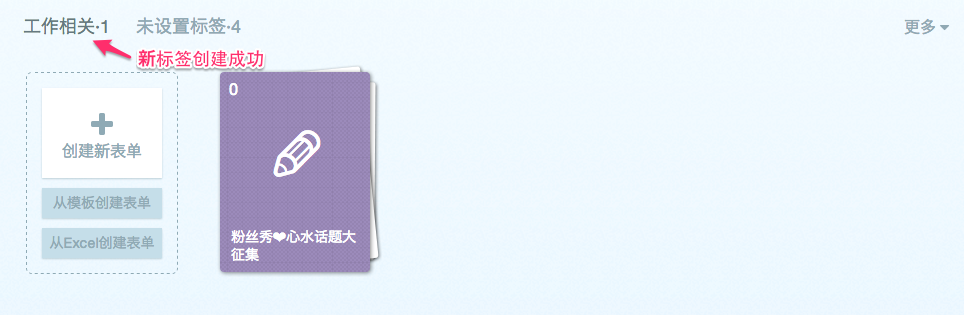 工作相关·1
未设置标签·4
更多
新标签创建成功
0
创建新表单
从模板创建表单
从Excel创建表单
粉丝秀❤心水话题大
征集